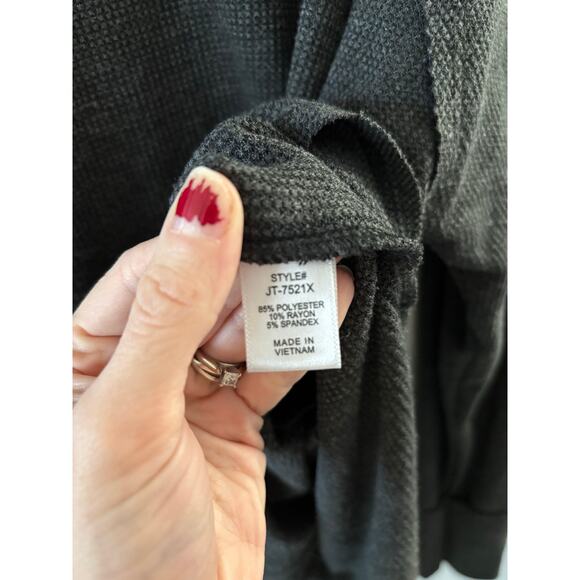 STYLE#
JT-7521X
85% POLYESTER
10% RAYON
5% SPANDEX
MADE IN
VIETNAM